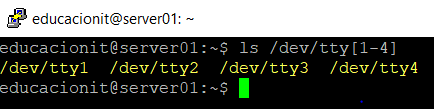 educacionit@server01: ~
educacionit@server01:~$ ls /dev/tty[1-4]
/dev/tty1  /dev/tty2  /dev/tty3  /dev/tty4
educacionit@server01:~$